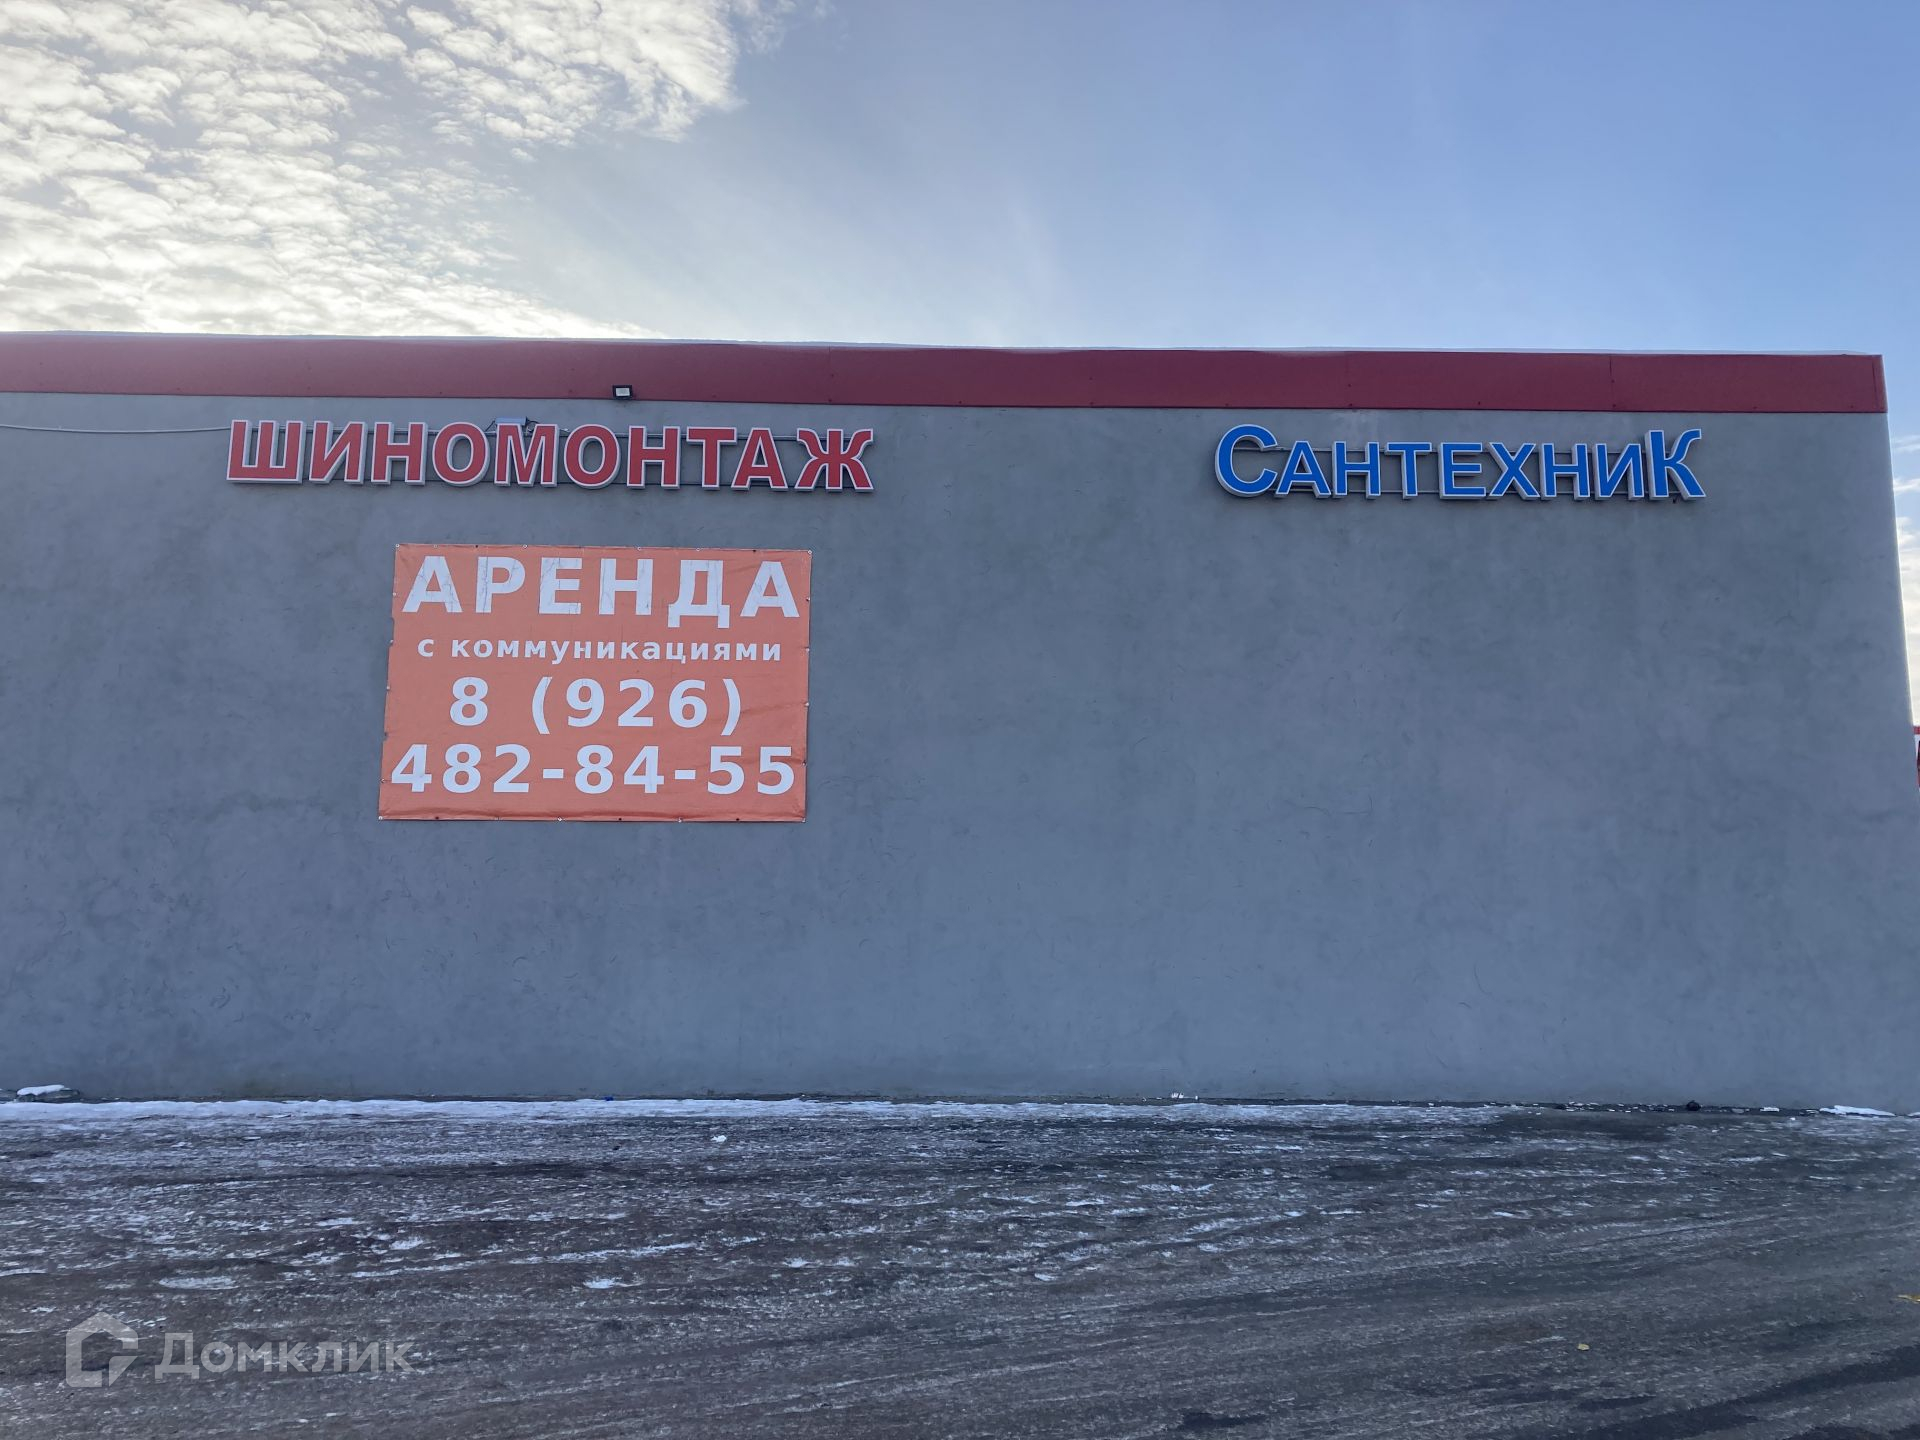 ШИНОМОНТАЖ
САНТЕХНИК
АРЕНДА
с коммуникациями
8 (926)
482-84-55
Домклик